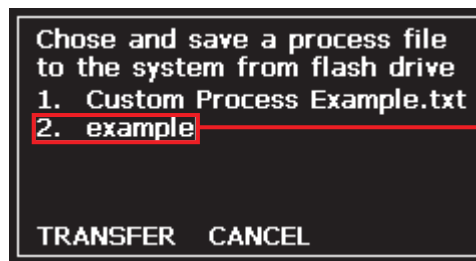 Chose and save a process file
to the system from flash drive
1. Custom Process Example.txt
2. example
TRANSFER CANCEL